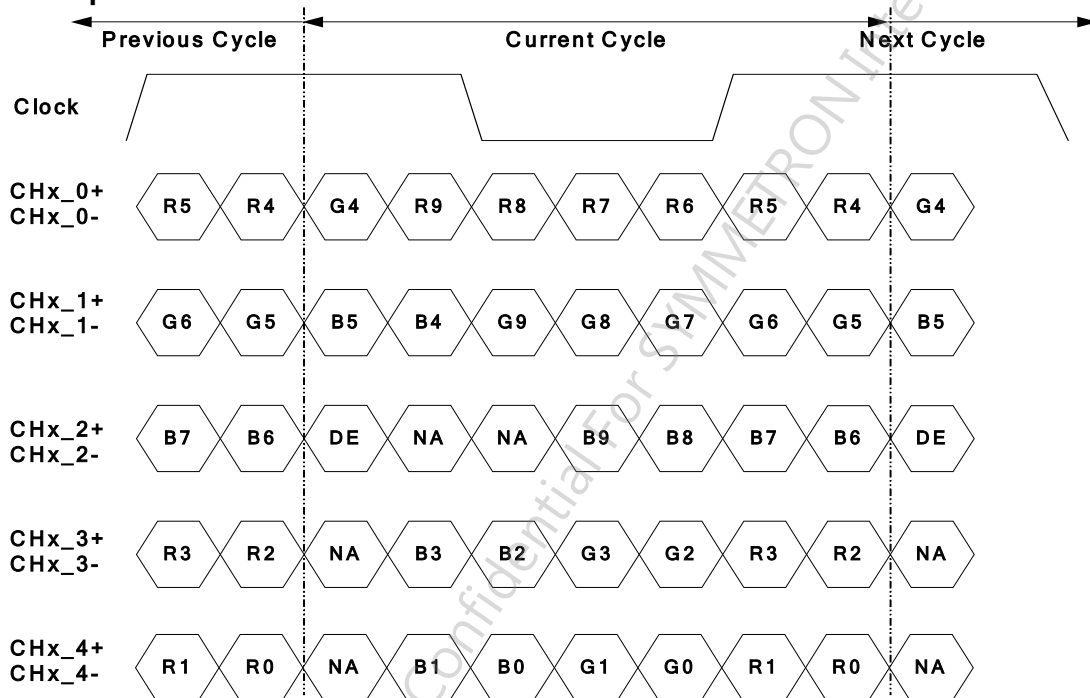 Previous Cycle Current Cycle Next Cycle
Clock
CHx_0+
CHx_0-
R5 R4 G4 R9 R8 R7 R6 R5 R4 G4
CHx_1+
CHx_1-
G6 G5 B5 B4 G9 G8 G7 G6 G5 B5
CHx_2+
CHx_2-
B7 B6 DE NA NA B9 B8 B7 B6 DE
CHx_3+
CHx_3-
R3 R2 NA B3 B2 G3 G2 R3 R2 NA
CHx_4+
CHx_4-
R1 R0 NA B1 B0 G1 G0 R1 R0 NA
Confidential For SYMMETRON